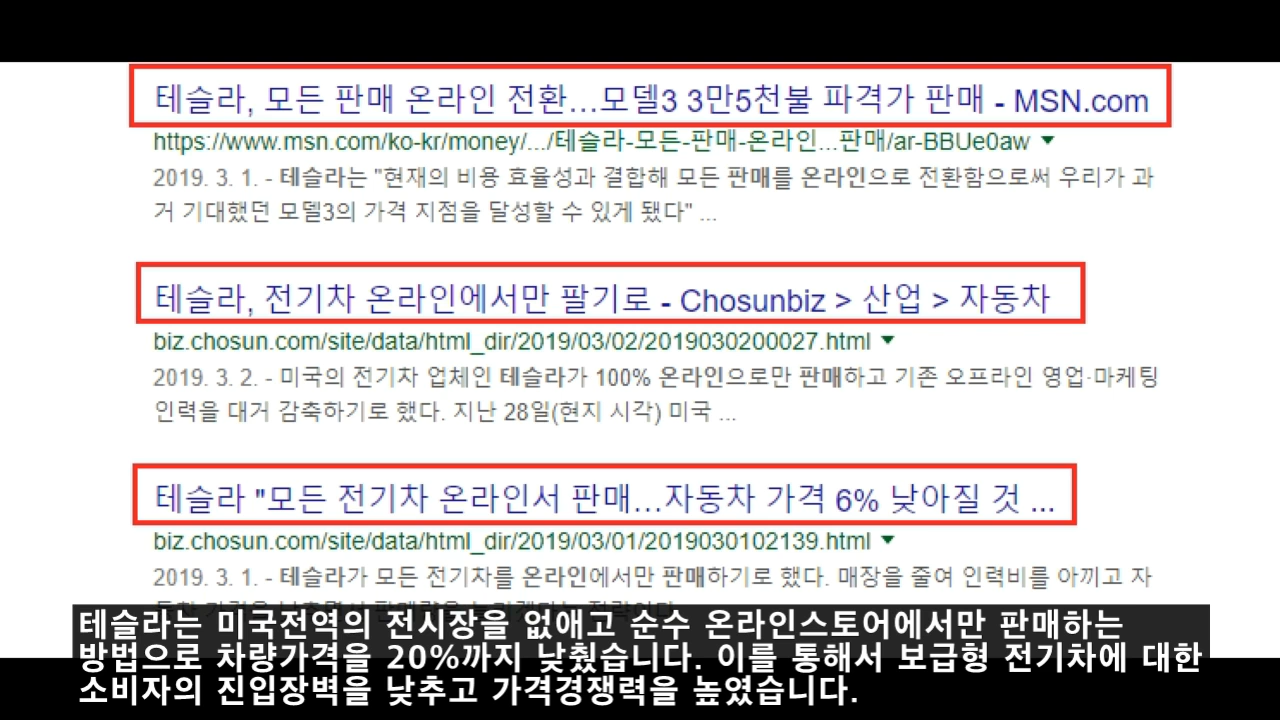 테슬라, 모든 판매 온라인 전환...모델3 3만5천불 파격가 판매 - MSN.com
https://www.msn.com/ko-kr/money/.../테슬라-모든-판매-온라인...판매/ar-BBUe0aw ▼
2019. 3. 1. - 테슬라는 "현재의 비용 효율성과 결합해 모든 판매를 온라인으로 전환함으로써 우리가 과
거 기대했던 모델3의 가격 지점을 달성할 수 있게 됐다" ...
테슬라, 전기차 온라인에서만 팔기로 - Chosunbiz > 산업 > 자동차
biz.chosun.com/site/data/html_dir/2019/03/02/2019030200027.html ▼
2019. 3. 2. - 미국의 전기차 업체인 테슬라가 100% 온라인으로만 판매하고 기존 오프라인 영업·마케팅
인력을 대거 감축하기로 했다. 지난 28일(현지 시각) 미국 ...
테슬라 "모든 전기차 온라인서 판매...자동차 가격 6% 낮아질 것 ...
biz.chosun.com/site/data/html_dir/2019/03/01/2019030102139.html ▼
2019. 3. 1. - 테슬라가 모든 전기차를 온라인에서만 판매하기로 했다. 매장을 줄여 인력비를 아끼고 자
테슬라는 미국전역의 전시장을 없애고 순수 온라인스토어에서만 판매하는
방법으로 차량가격을 20%까지 낮췄습니다. 이를 통해서 보급형 전기차에 대한
소비자의 진입장벽을 낮추고 가격경쟁력을 높였습니다.